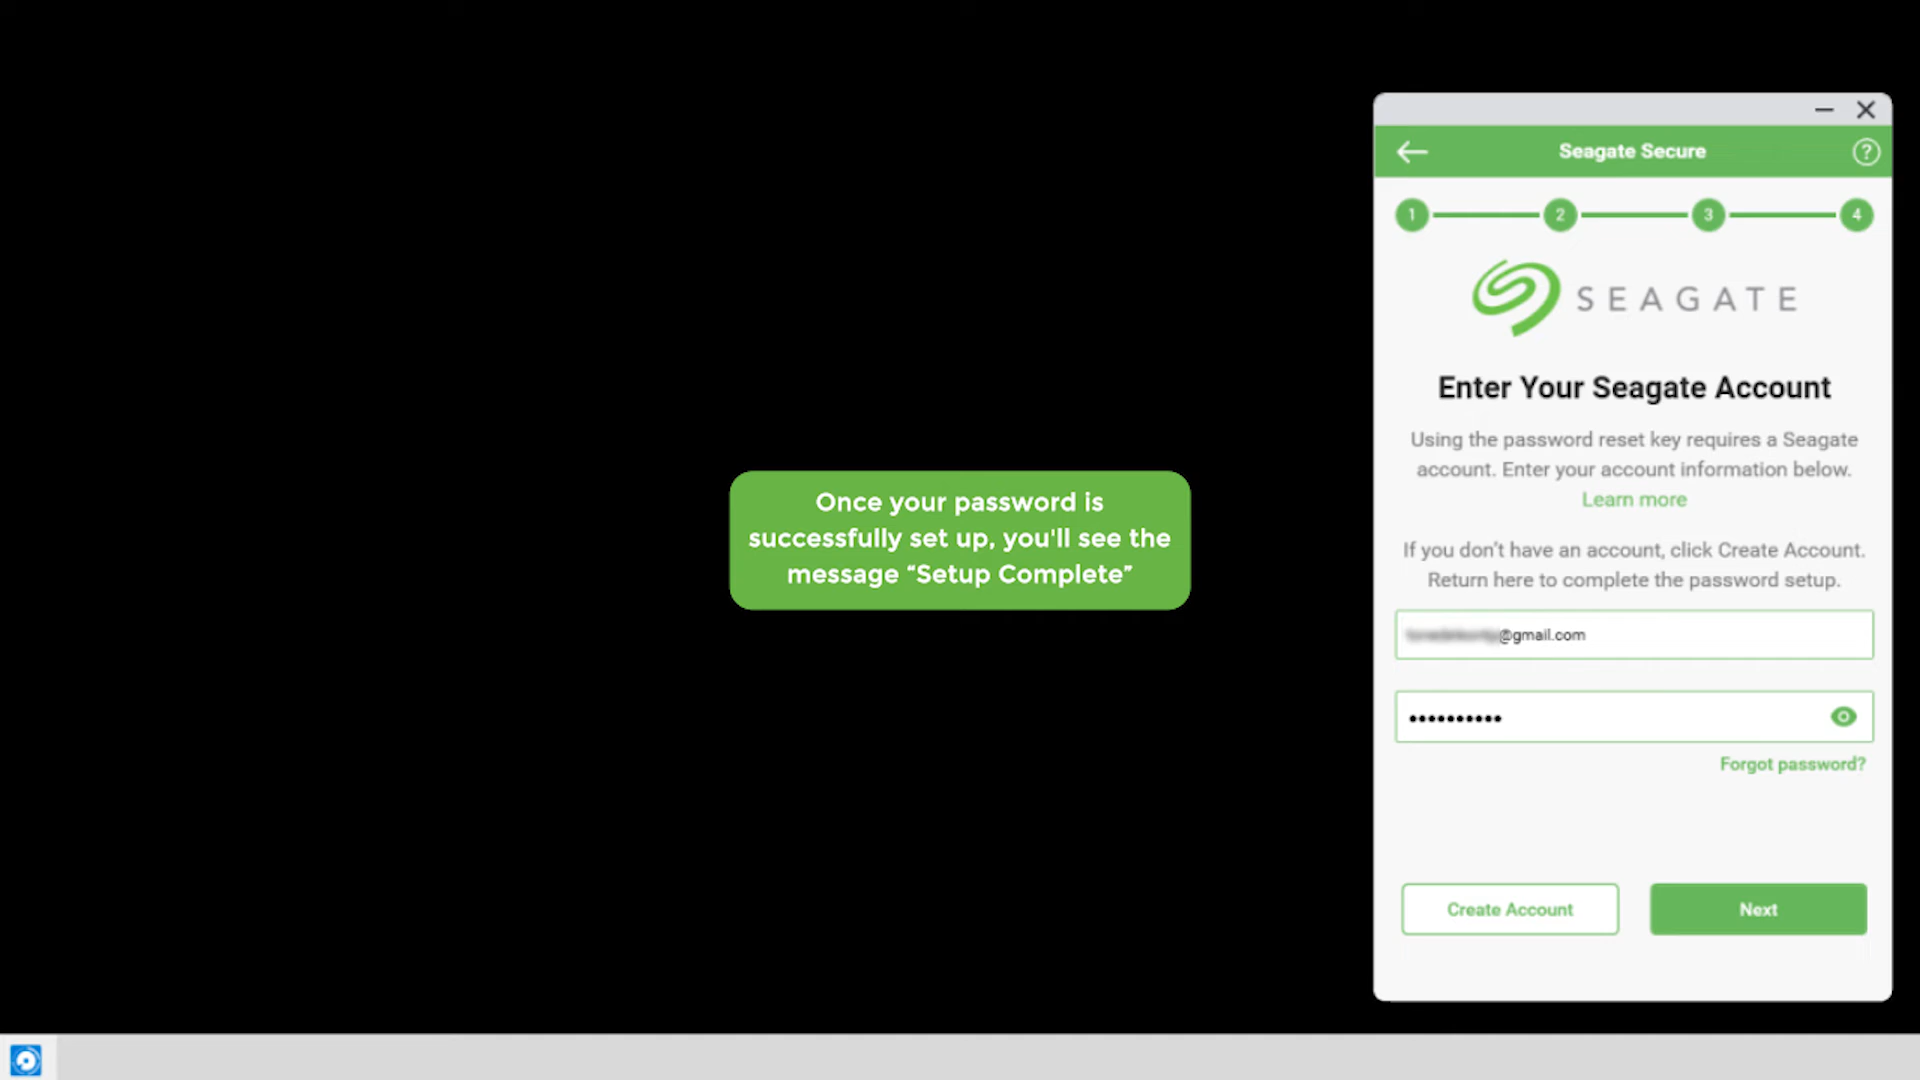 Seagate Secure
?
1
2
3
4
SEAGATE
Enter Your Seagate Account
Using the password reset key requires a Seagate
account. Enter your account information below.
Learn more
If you don't have an account, click Create Account.
Return here to complete the password setup.
@gmail.com
Forgot password?
Create Account
Next
Once your password is
successfully set up, you'll see the
message “Setup Complete”